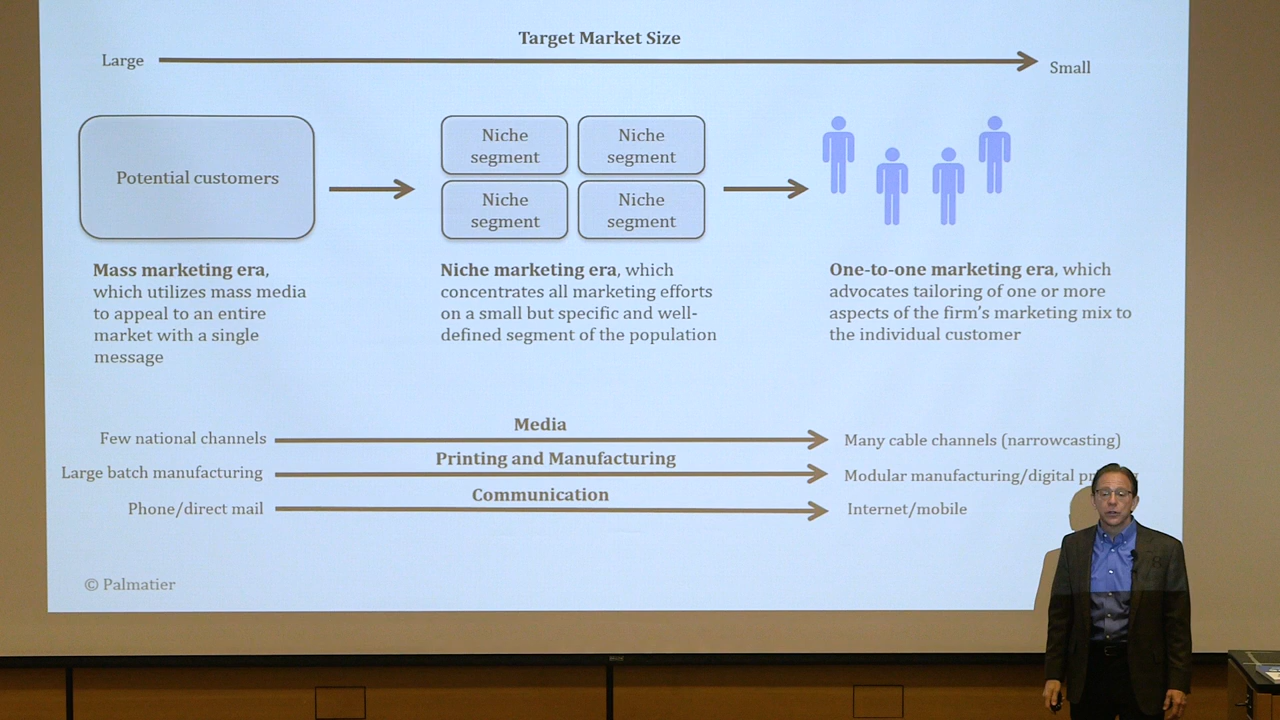 Target Market Size
Large
Small
Potential customers
Niche
segment
Niche
segment
Niche
segment
Niche
segment
Mass marketing era,
which utilizes mass media
to appeal to an entire
market with a single
message
Niche marketing era, which
concentrates all marketing efforts
on a small but specific and well-
defined segment of the population
One-to-one marketing era, which
advocates tailoring of one or more
aspects of the firm's marketing mix to
the individual customer
Media
Few national channels
Many cable channels (narrowcasting)
Printing and Manufacturing
Large batch manufacturing
Modular manufacturing/digital
Communication
Phone/direct mail
Internet/mobile
© Palmatier